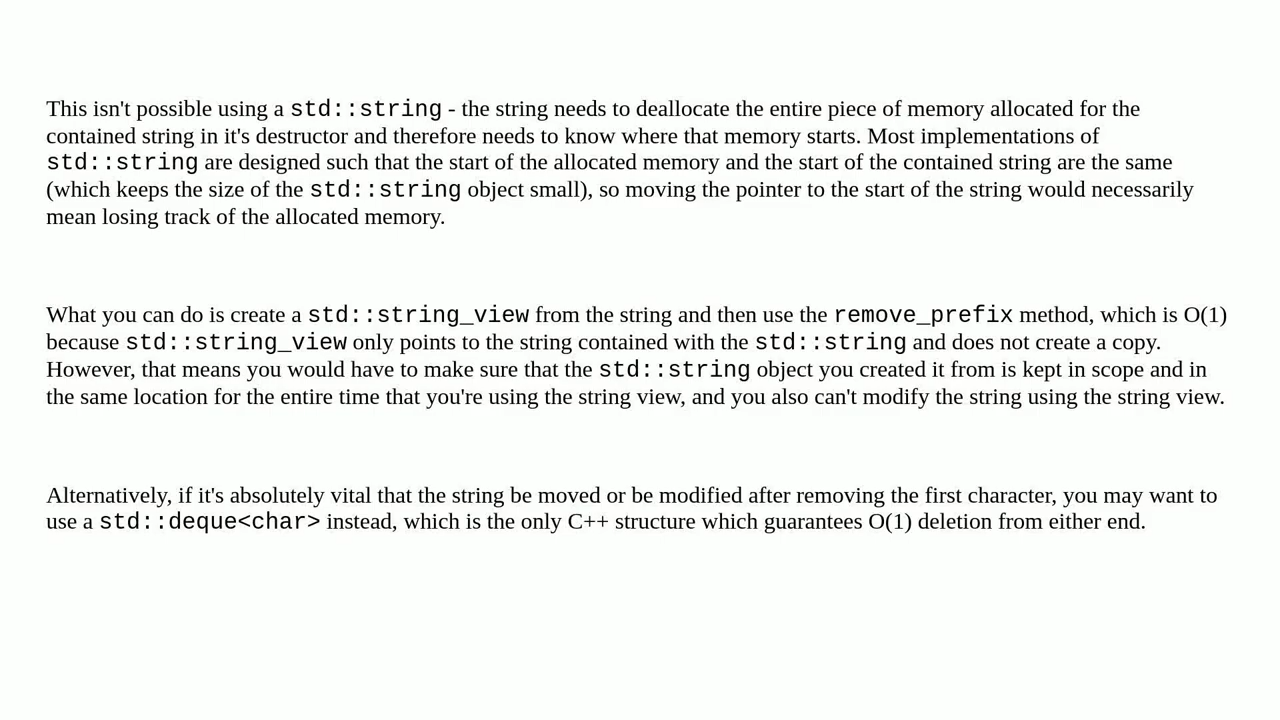 This isn't possible using a std::string - the string needs to deallocate the entire piece of memory allocated for the
contained string in it's destructor and therefore needs to know where that memory starts. Most implementations of
std::string are designed such that the start of the allocated memory and the start of the contained string are the same
(which keeps the size of the std::string object small), so moving the pointer to the start of the string would necessarily
mean losing track of the allocated memory.
What you can do is create a std::string_view from the string and then use the remove_prefix method, which is O(1)
because std::string_view only points to the string contained with the std::string and does not create a copy.
However, that means you would have to make sure that the std::string object you created it from is kept in scope and in
the same location for the entire time that you're using the string view, and you also can't modify the string using the string view.
Alternatively, if it's absolutely vital that the string be moved or be modified after removing the first character, you may want to
use a std::deque<char> instead, which is the only C++ structure which guarantees O(1) deletion from either end.